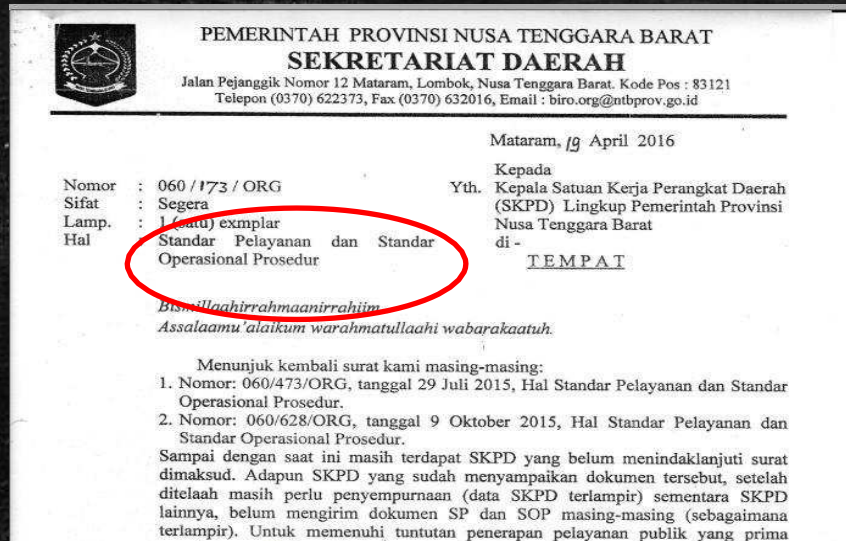 PEMERINTAH PROVINSI NUSA TENGGARA BARAT
SEKRETARIAT DAERAH
Jalan Pejanggik Nomor 12 Mataram, Lombok, Nusa Tenggara Barat. Kode Pos : 83121
Telepon (0370) 622373, Fax (0370) 632016, Email : biro.org@ntbprov.go.id
Mataram, 19 April 2016
Kepada
Yth. Kepala Satuan Kerja Perangkat Daerah
(SKPD) Lingkup Pemerintah Provinsi
Nusa Tenggara Barat
di -
TEMPAT
Nomor : 060 / 173 / ORG
Sifat : Segera
Lamp. : 1 (satu) exmplar
Hal : Standar Pelayanan dan Standar
Operasional Prosedur
Bismillaahirrahmaanirrahiim
Assalaamu'alaikum warahmatullaahi wabarakaatuh.
Menunjuk kembali surat kami masing-masing:
1. Nomor: 060/473/ORG, tanggal 29 Juli 2015, Hal Standar Pelayanan dan Standar
Operasional Prosedur.
2. Nomor: 060/628/ORG, tanggal 9 Oktober 2015, Hal Standar Pelayanan dan
Standar Operasional Prosedur.
Sampai dengan saat ini masih terdapat SKPD yang belum menindaklanjuti surat
dimaksud. Adapun SKPD yang sudah menyampaikan dokumen tersebut, setelah
ditelaah masih perlu penyempurnaan (data SKPD terlampir) sementara SKPD
lainnya, belum mengirim dokumen SP dan SOP masing-masing (sebagaimana
terlampir). Untuk memenuhi tuntutan penerapan pelayanan publik yang prima